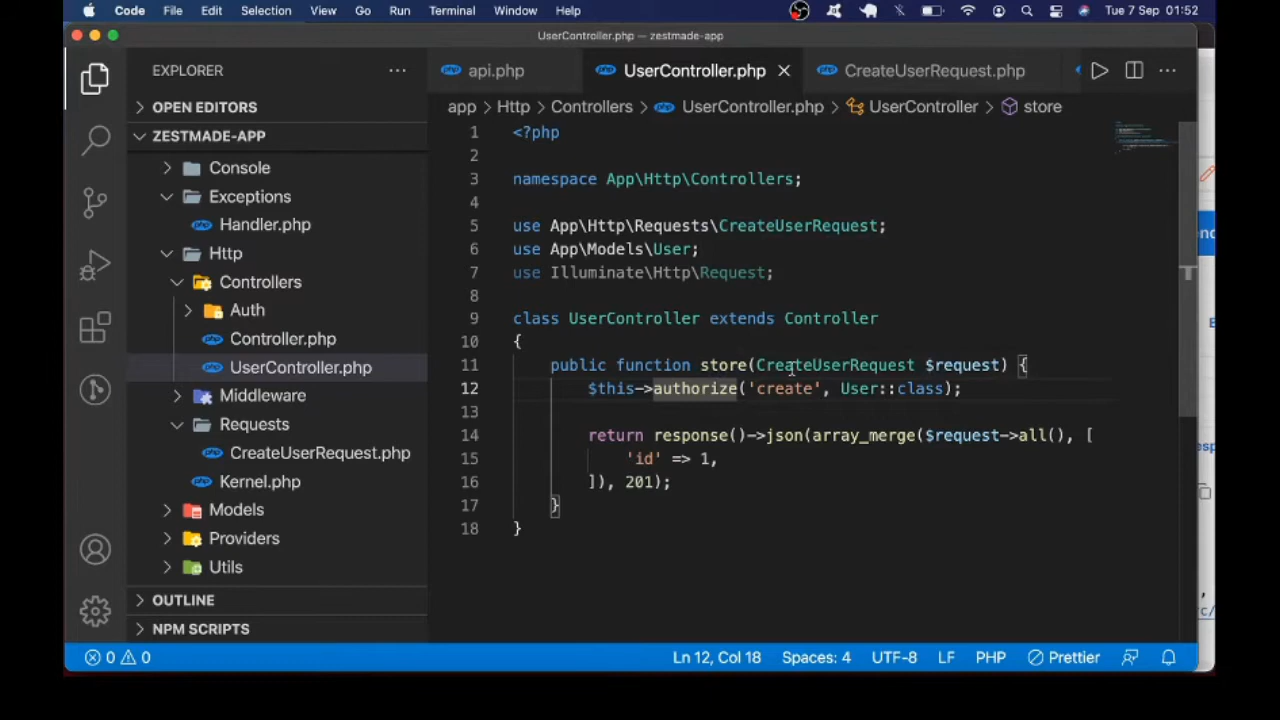 Code File Edit Selection View Go Run Terminal Window Help Tue 7 Sep 01:52
UserController.php — zestmade-app
EXPLORER
OPEN EDITORS
ZESTMADE-APP
Console
Exceptions
Handler.php
Http
Controllers
Auth
Controller.php
UserController.php
Middleware
Requests
CreateUserRequest.php
Kernel.php
Models
Providers
Utils
OUTLINE
NPM SCRIPTS
api.php UserController.php CreateUserRequest.php
app > Http > Controllers > UserController.php > UserController > store
1 <?php
2
3 namespace App\Http\Controllers;
4
5 use App\Http\Requests\CreateUserRequest;
6 use App\Models\User;
7 use Illuminate\Http\Request;
8
9 class UserController extends Controller
10 {
11 public function store(CreateUserRequest $request) {
12 $this->authorize('create', User::class);
13
14 return response()->json(array_merge($request->all(), [
15 'id' => 1,
16 ]), 201);
17 }
18 }
0 0 Ln 12, Col 18 Spaces: 4 UTF-8 LF PHP Prettier